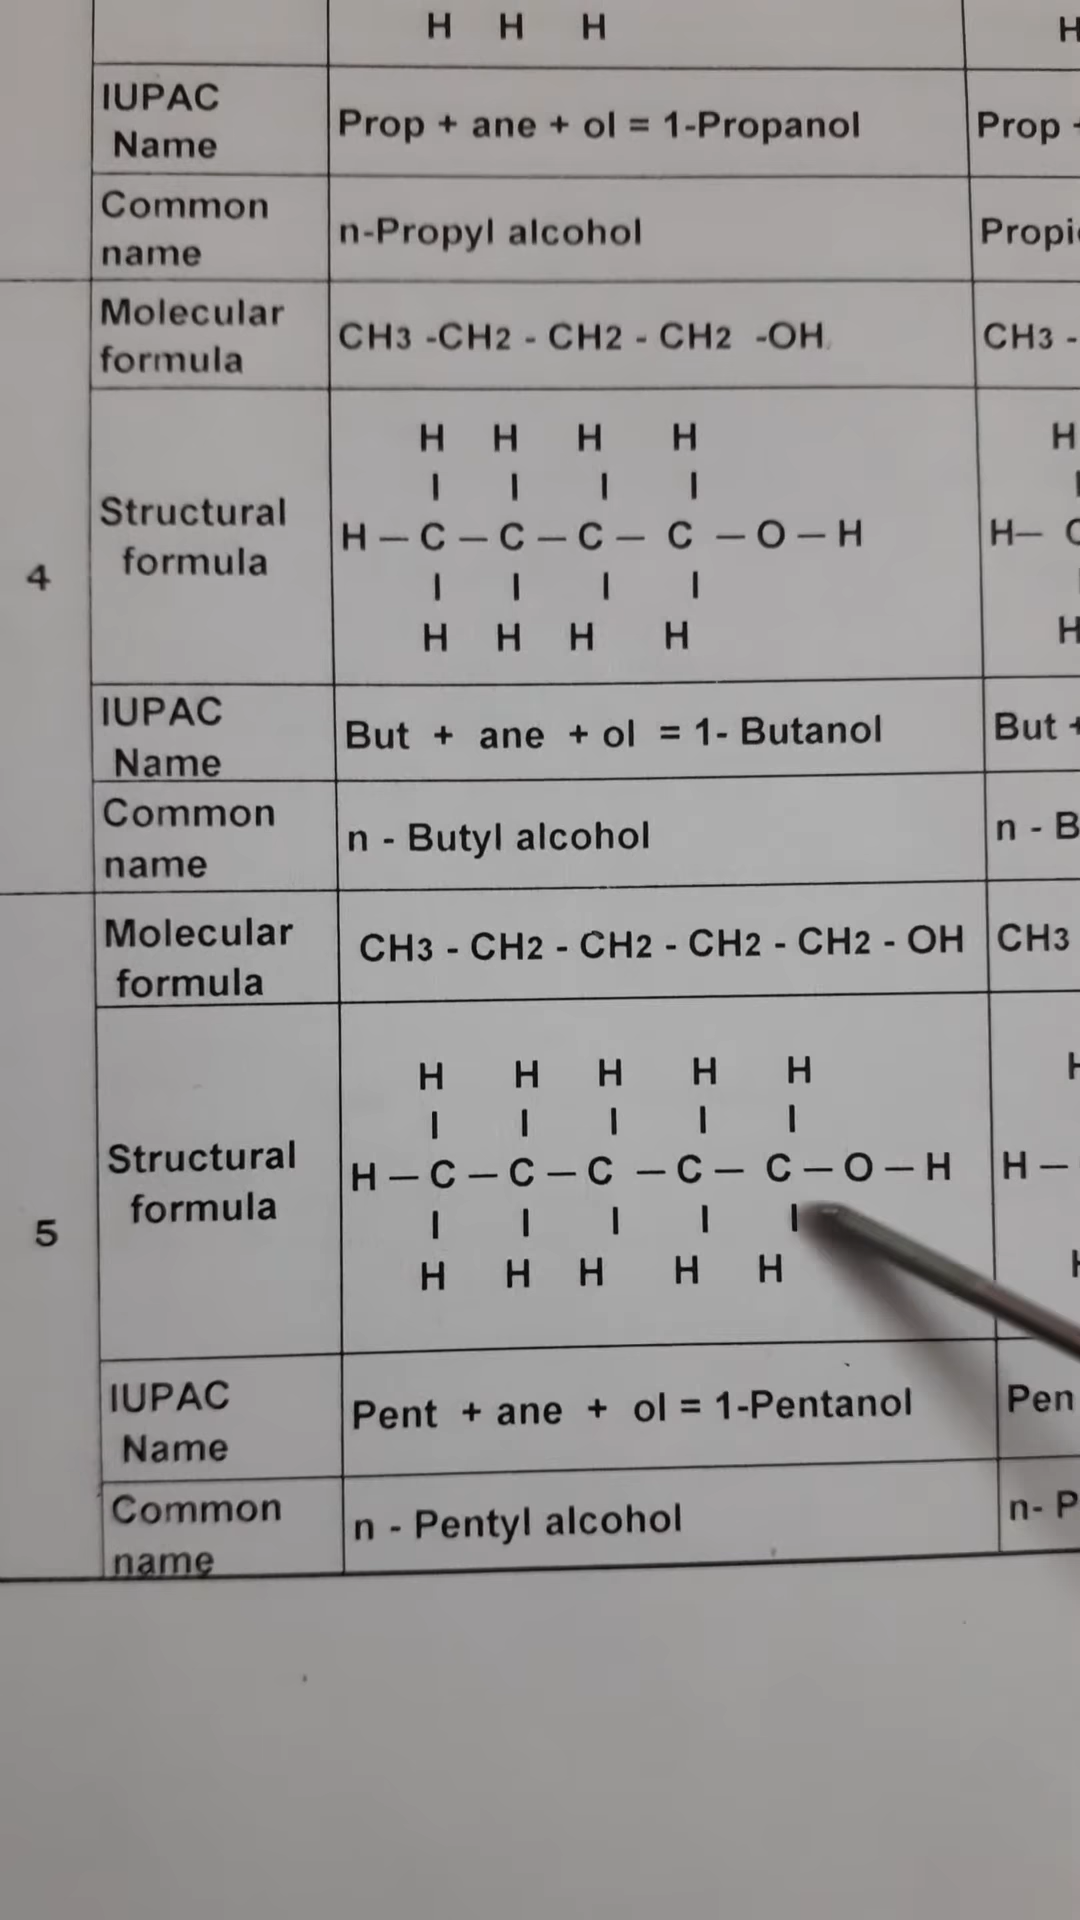 H H H H
IUPAC
Name
Prop + ane + ol = 1-Propanol
Prop
Common
name
n-Propyl alcohol
Molecular
formula
CH3 -CH2 - CH2 - CH2 -OH
CH3 -
4
Structural
formula
H H H H H
I I I I
H — C — C — C — C — O — H H—
I I I I
H H H H H
IUPAC
Name
But + ane + ol = 1- Butanol
But
Common
name
n - Butyl alcohol
n - B
Molecular
formula
CH3 - CH2 - CH2 - CH2 - CH2 - OH
CH3
5
Structural
formula
H H H H H
I I I I I
H — C — C — C — C — C — O — H H —
I I I I I
H H H H H
IUPAC
Name
Pent + ane + ol = 1-Pentanol
Pen
Common
name
n - Pentyl alcohol
n- P